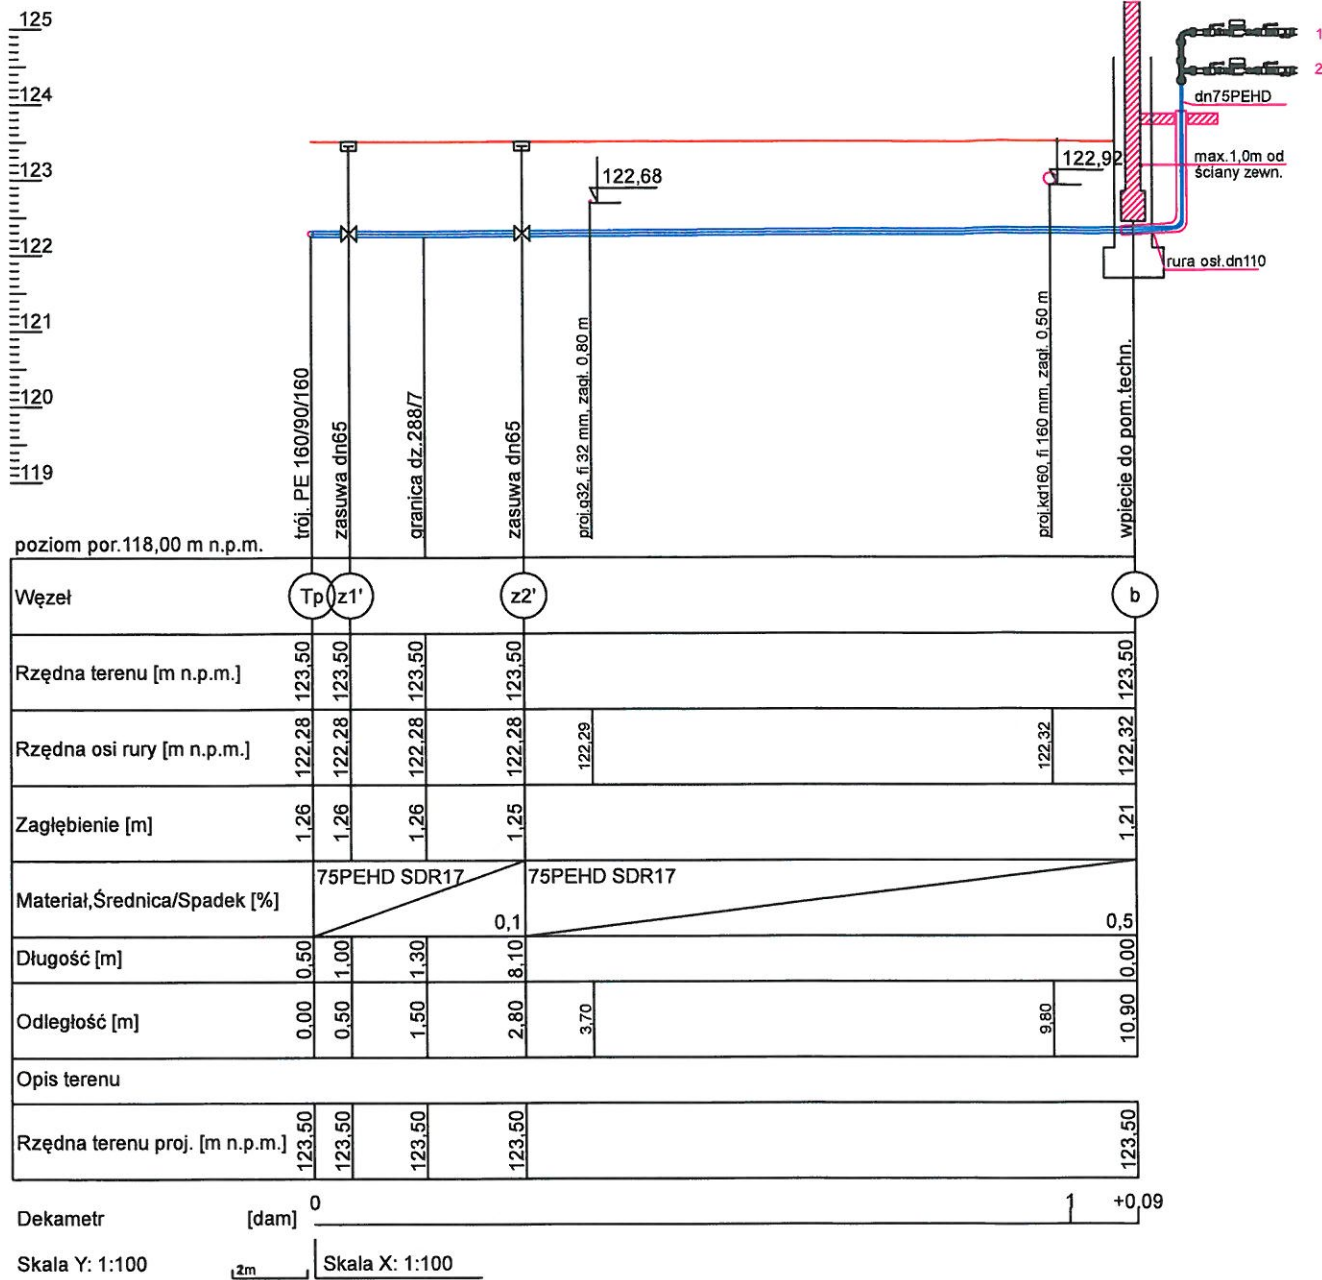 125
124
123
122
121
120
119
1
2
dn75PEHD
max.1,0m od
ściany zewn.
rura osł.dn110
122,68
122,92
trój. PE 160/90/160
zasuwa dn65
granica dz.288/7
zasuwa dn65
proj.g32, fi 32 mm, zagł. 0,80 m
proj.kd160, fi 160 mm, zagł. 0,50 m
wpięcie do pom.techn.
poziom por.118,00 m n.p.m.
Węzeł Tp z1' z2' b
Rzędna terenu [m n.p.m.] 123,50 123,50 123,50 123,50 123,50
Rzędna osi rury [m n.p.m.] 122,28 122,28 122,28 122,28 122,29 122,32 122,32
Zagłębienie [m] 1,26 1,26 1,26 1,25 1,21
Materiał,Średnica/Spadek [%] 75PEHD SDR17 0,1 75PEHD SDR17 0,5
Długość [m] 0,50 1,00 1,30 8,10 0,00
Odległość [m] 0,00 0,50 1,50 2,80 3,70 9,80 10,90
Opis terenu
Rzędna terenu proj. [m n.p.m.] 123,50 123,50 123,50 123,50 123,50
Dekametr [dam] 0 1 +0,09
Skala Y: 1:100 2m Skala X: 1:100